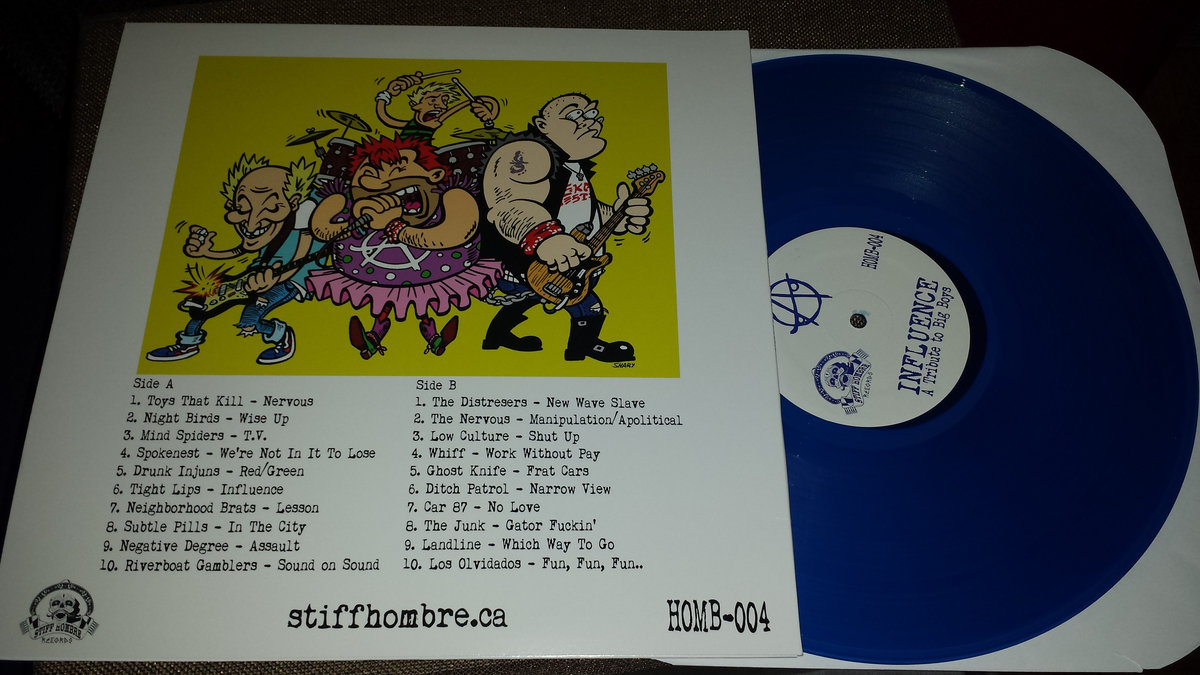 SHARY
Side A
1. Toys That Kill - Nervous
2. Night Birds - Wise Up
3. Mind Spiders - T.V.
4. Spokenest - We're Not In It To Lose
5. Drunk Injuns - Red/Green
6. Tight Lips - Influence
7. Neighborhood Brats - Lesson
8. Subtle Pills - In The City
9. Negative Degree - Assault
10. Riverboat Gamblers - Sound on Sound
Side B
1. The Distresers - New Wave Slave
2. The Nervous - Manipulation/Apolitical
3. Low Culture - Shut Up
4. Whiff - Work Without Pay
5. Ghost Knife - Frat Cars
6. Ditch Patrol - Narrow View
7. Car 87 - No Love
8. The Junk - Gator Fuckin'
9. Landline - Which Way To Go
10. Los Olvidados - Fun, Fun, Fun..
STIFF HOMBRE
RECORDS
stiffhombre.ca
HOMB-004
HOMB-004
INFLUENCE
A Tribute to Big Boys
STIFF HOMBRE
RECORDS